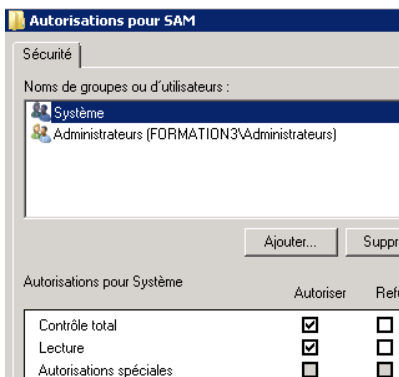 Autorisations pour SAM
Sécurité
Noms de groupes ou d'utilisateurs :
Système
Administrateurs (FORMATION3\Administrateurs)
Ajouter...
Autorisations pour Système
Autoriser
Contrôle total
Lecture
Autorisations spéciales